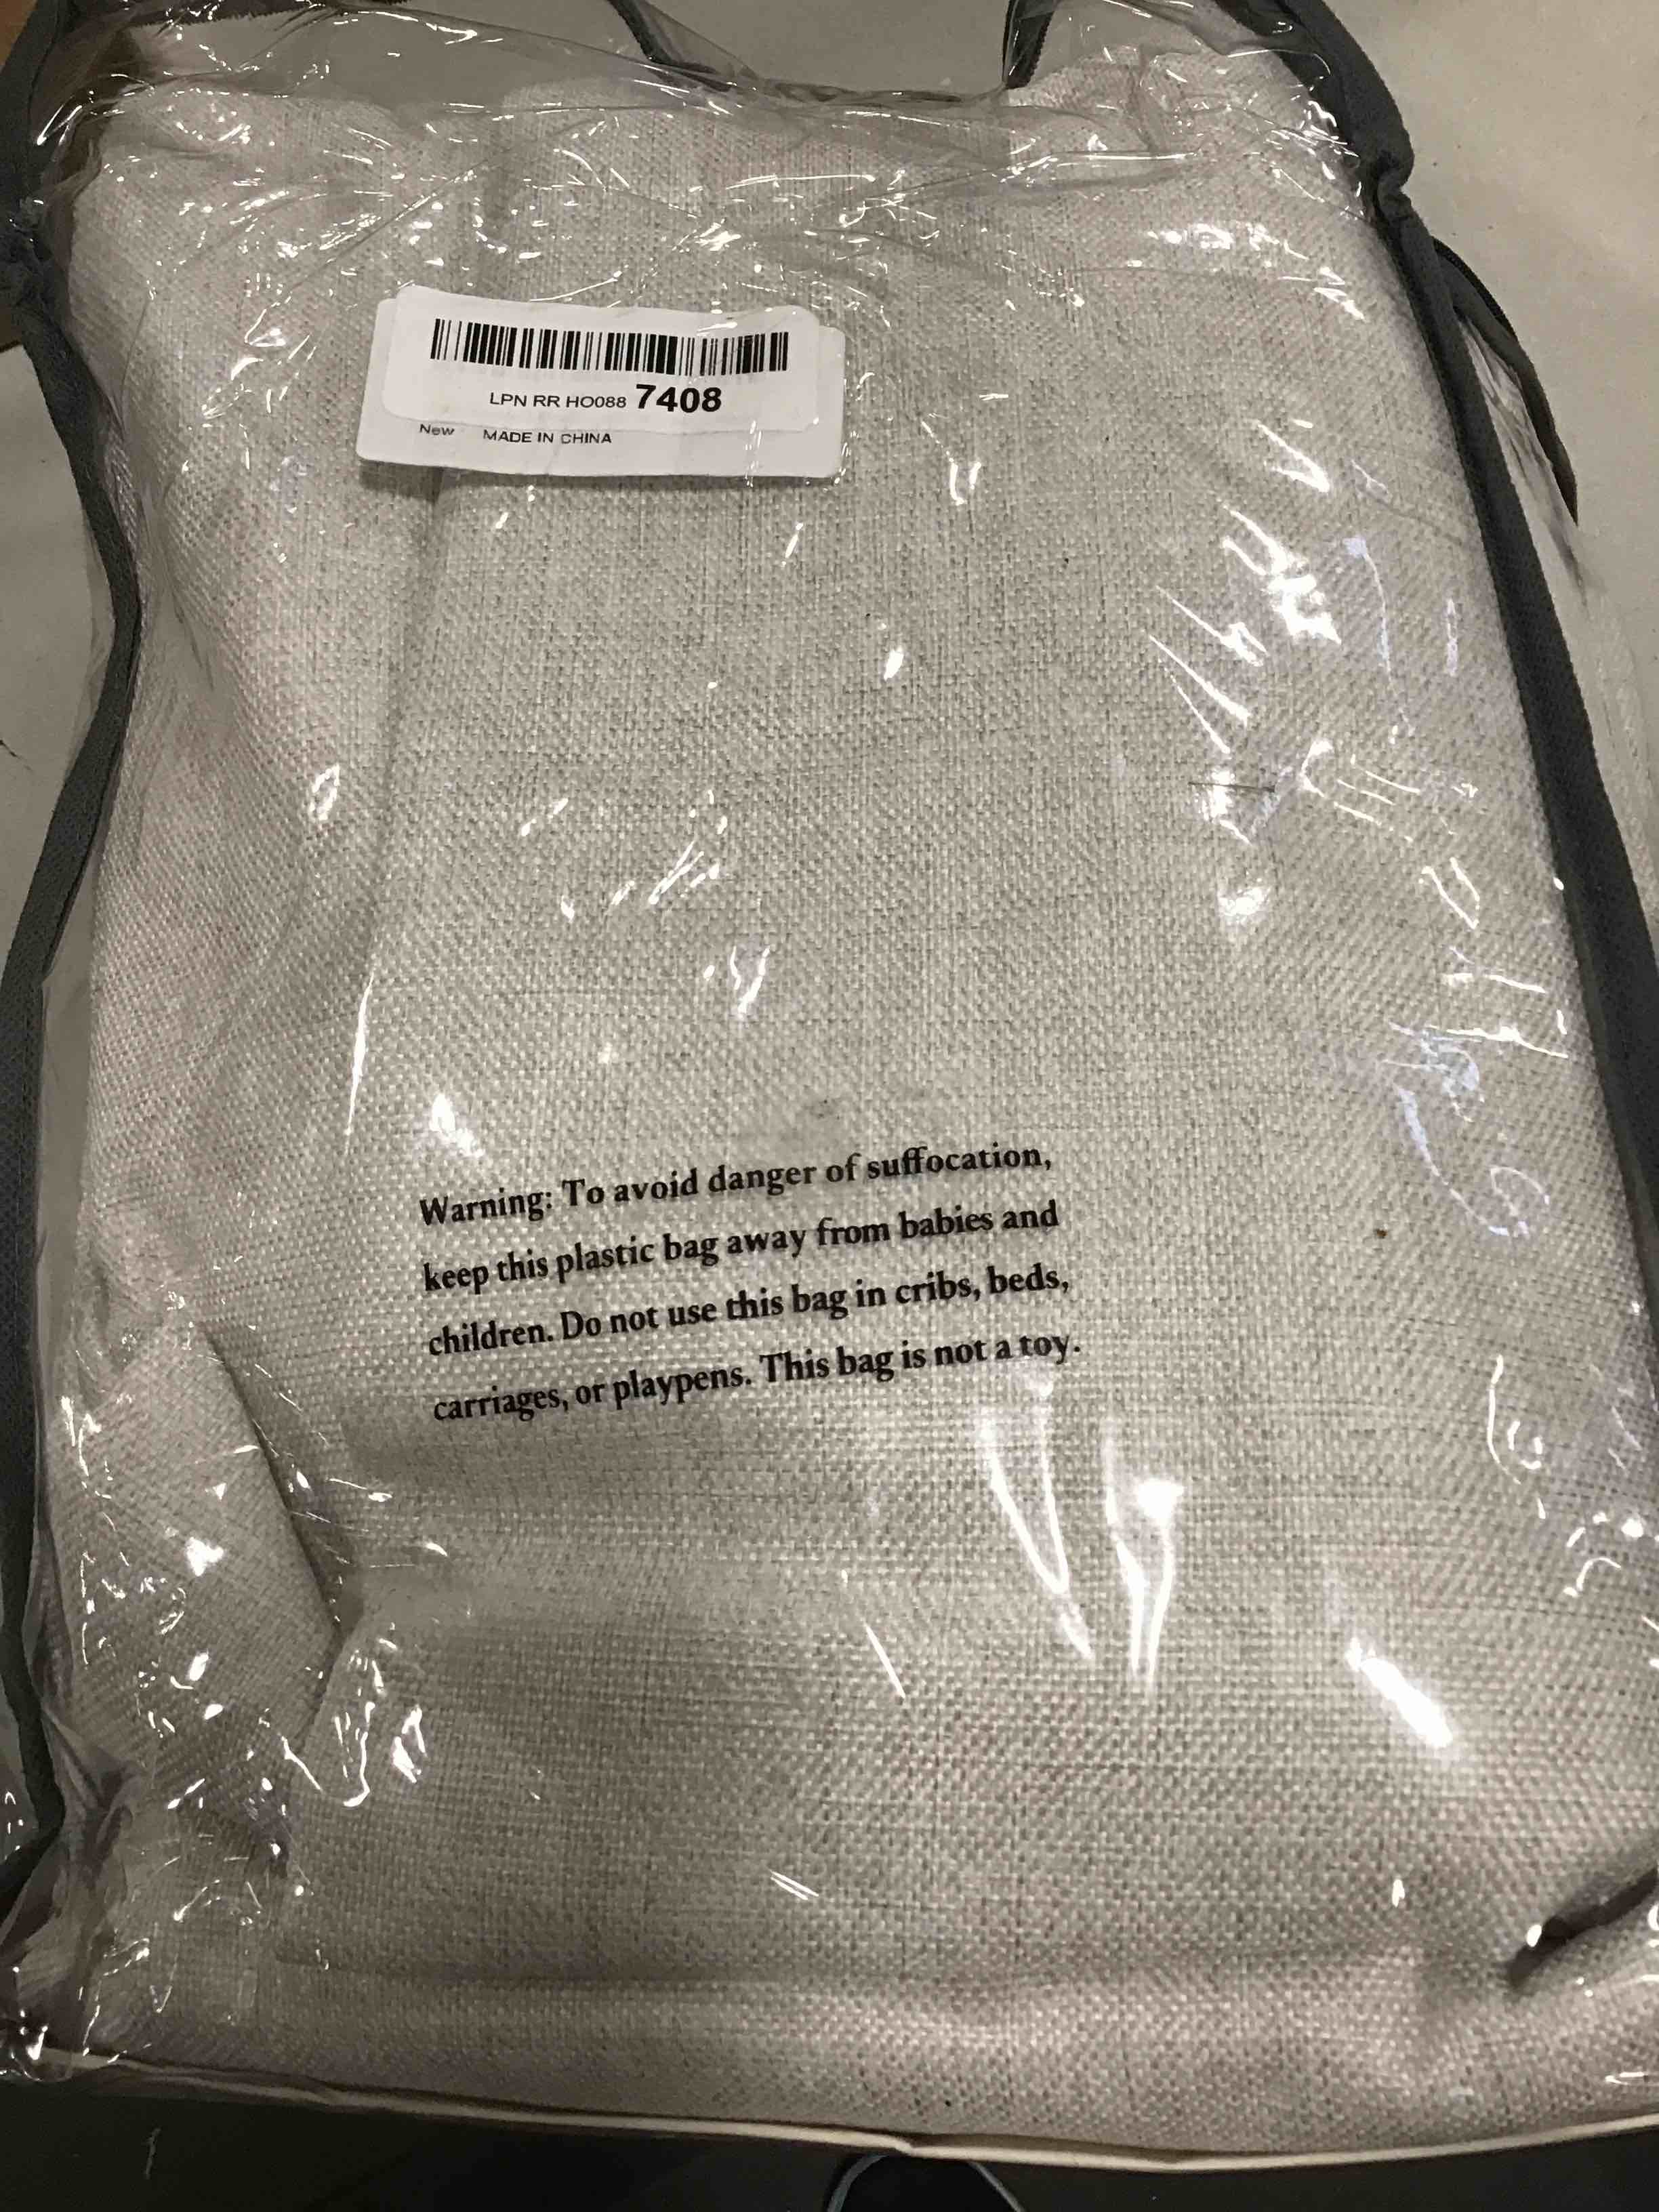 LPN RR HO088 7408
New MADE IN CHINA
Warning: To avoid danger of suffocation,
keep this plastic bag away from babies and
children. Do not use this bag in cribs, beds,
carriages, or playpens. This bag is not a toy.